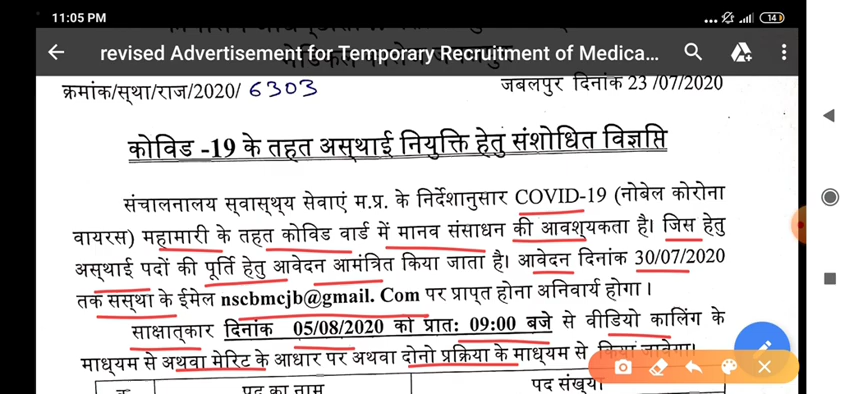 11:05 PM
14
revised Advertisement for Temporary Recruitment of Medica...
क्रमांक/स्था/राज/2020/ 6303 जबलपुर दिनांक 23 /07/2020
कोविड -19 के तहत अस्थाई नियुक्ति हेतु संशोधित विज्ञप्ति
संचालनालय स्वास्थ्य सेवाएं म.प्र. के निर्देशानुसार COVID-19 (नोबेल कोरोना
वायरस) महामारी के तहत कोविड वार्ड में मानव संसाधन की आवश्यकता है। जिस हेतु
अस्थाई पदों की पूर्ति हेतु आवेदन आमंत्रित किया जाता है। आवेदन दिनांक 30/07/2020
तक सस्था के ईमेल nscbmcjb@gmail. Com पर प्राप्त होना अनिवार्य होगा ।
साक्षात्कार दिनांक 05/08/2020 को प्रातः 09:00 बजे से वीडियो कालिंग के
माध्यम से अथवा मेरिट के आधार पर अथवा दोनो प्रक्रिया के माध्यम से किया जावेगा।
पद का नाम पद संख्या